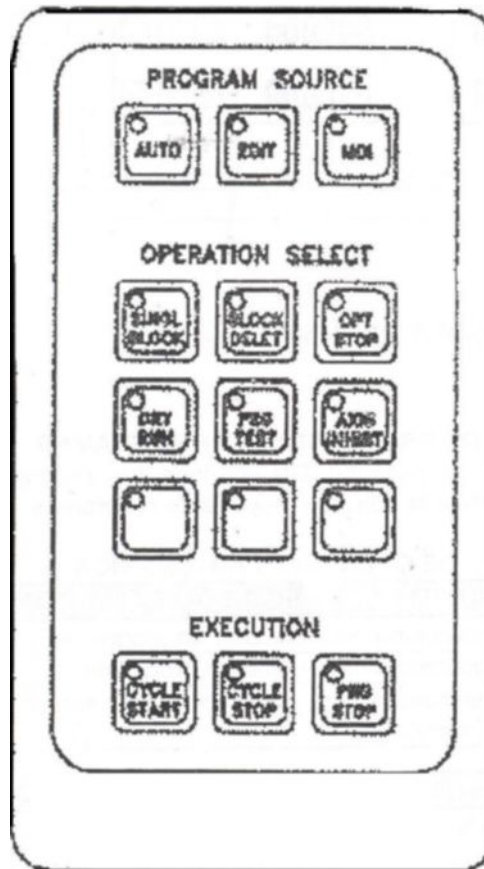 PROGRAM SOURCE
AUTO EDIT MDI
OPERATION SELECT
SINGL BLOCK OPT
BLOCK DELET STOP
DRY PRG AXIS
RUN TEST INHBT
EXECUTION
CYCLE CYCLE PRG
START STOP STOP